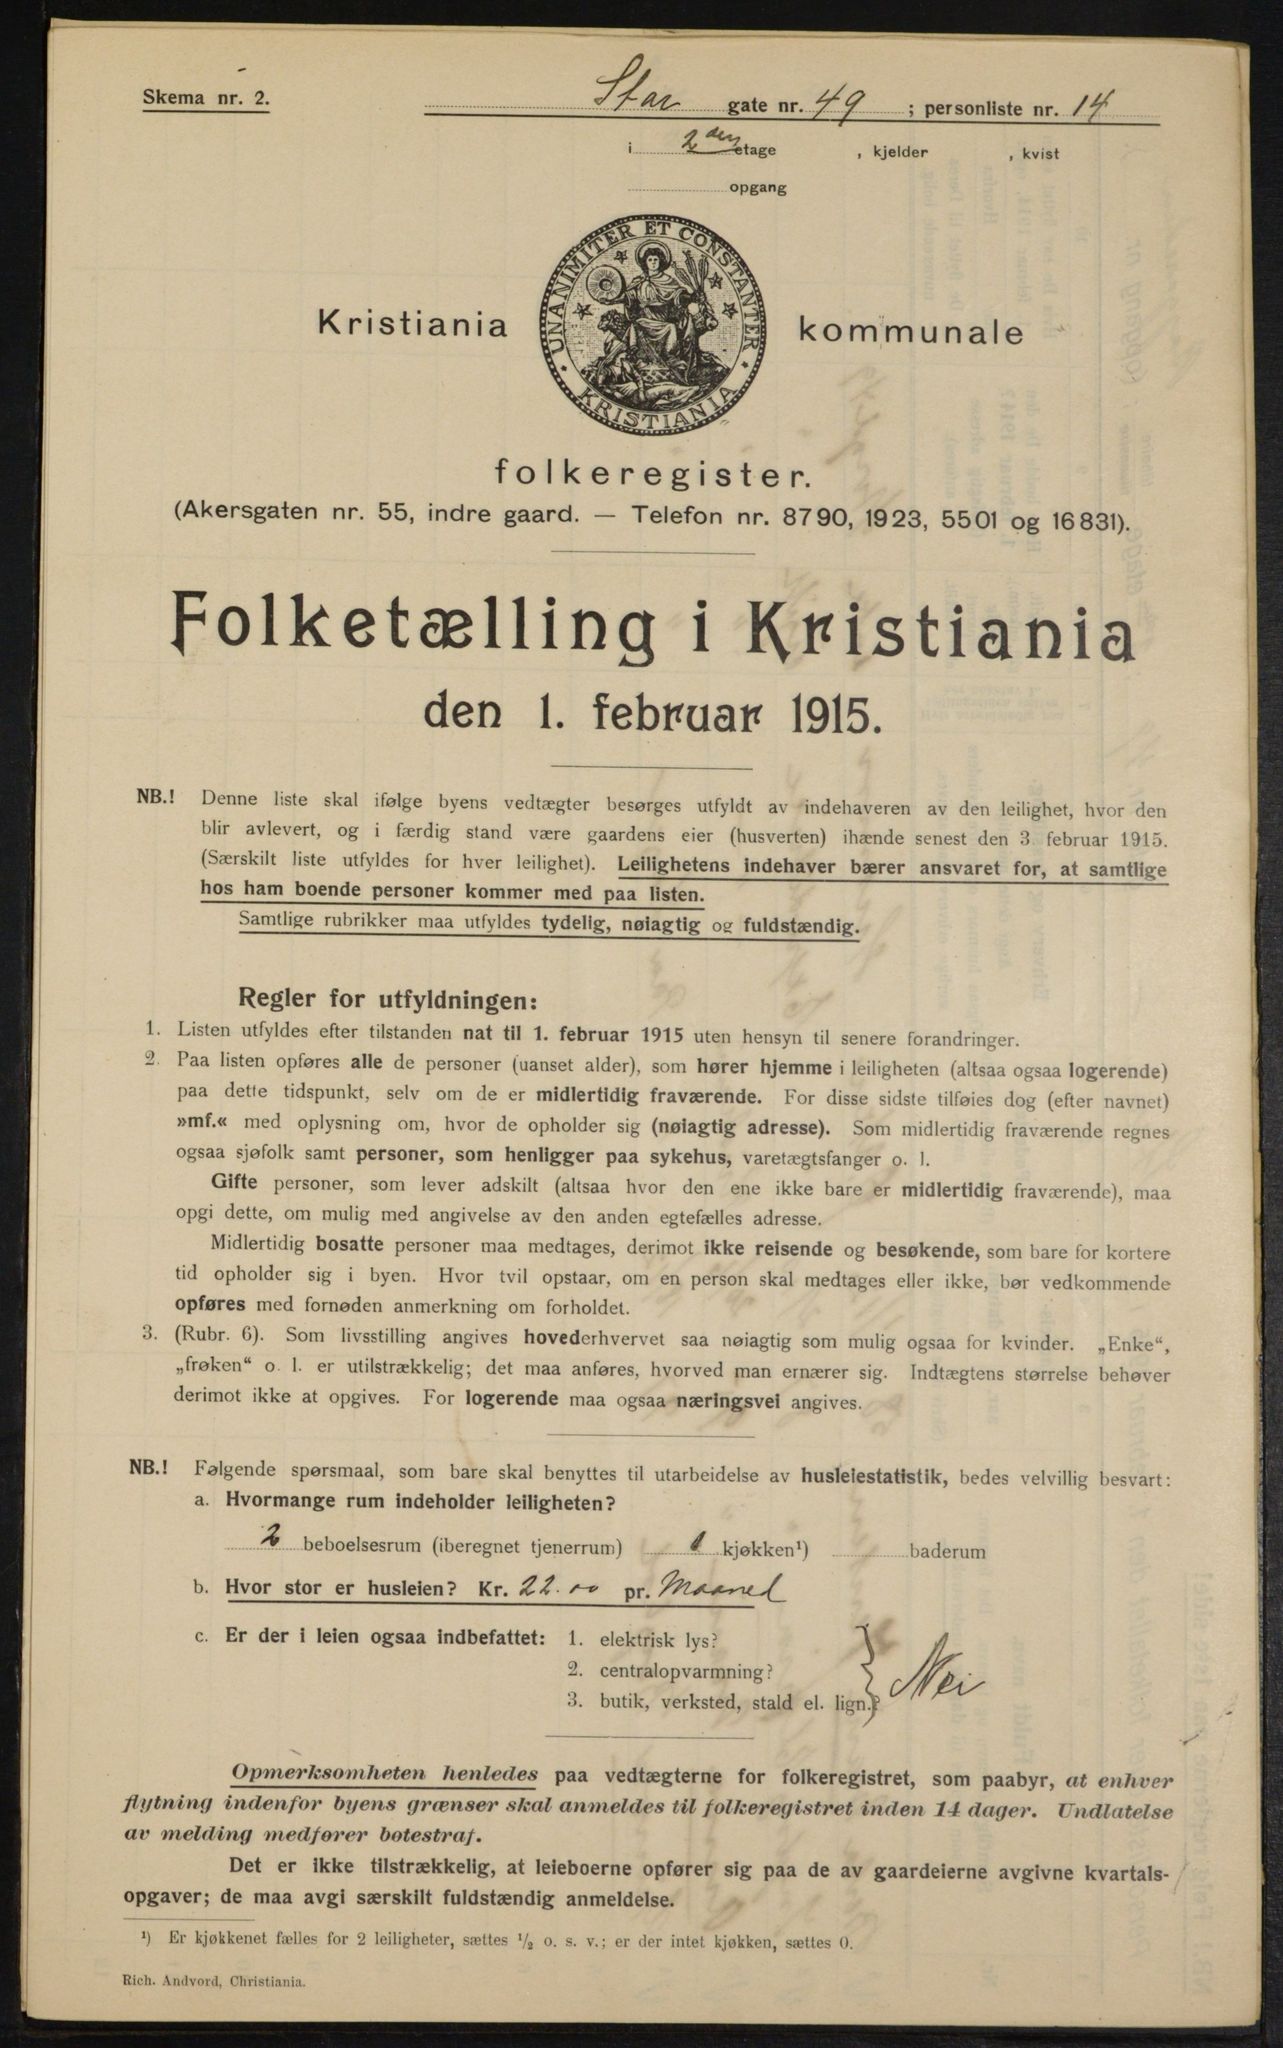 Skema nr. 2.
Star gate nr. 49 ; personliste nr. 14
i 2den etage , kjelder , kvist
opgang
UNANIMITER ET CONSTANTER
KRISTIANIA
Kristiania kommunale
folkeregister.
(Akersgaten nr. 55, indre gaard. — Telefon nr. 8790, 1923, 5501 og 16831).
Folketælling i Kristiania
den 1. februar 1915.
NB.! Denne liste skal ifølge byens vedtægter besørges utfyldt av indehaveren av den leilighet, hvor den
blir avlevert, og i færdig stand være gaardens eier (husverten) ihænde senest den 3. februar 1915.
(Særskilt liste utfyldes for hver leilighet). Leilighetens indehaver bærer ansvaret for, at samtlige
hos ham boende personer kommer med paa listen.
Samtlige rubrikker maa utfyldes tydelig, nøiagtig og fuldstændig.
Regler for utfyldningen:
1. Listen utfyldes efter tilstanden nat til 1. februar 1915 uten hensyn til senere forandringer.
2. Paa listen opføres alle de personer (uanset alder), som hører hjemme i leiligheten (altsaa ogsaa logerende)
paa dette tidspunkt, selv om de er midlertidig fraværende. For disse sidste tilføies dog (efter navnet)
»mf.« med oplysning om, hvor de opholder sig (nøiagtig adresse). Som midlertidig fraværende regnes
ogsaa sjøfolk samt personer, som henligger paa sykehus, varetægtsfanger o. l.
Gifte personer, som lever adskilt (altsaa hvor den ene ikke bare er midlertidig fraværende), maa
opgi dette, om mulig med angivelse av den anden egtefælles adresse.
Midlertidig bosatte personer maa medtages, derimot ikke reisende og besøkende, som bare for kortere
tid opholder sig i byen. Hvor tvil opstaar, om en person skal medtages eller ikke, bør vedkommende
opføres med fornøden anmerkning om forholdet.
3. (Rubr. 6). Som livsstilling angives hovederhvervet saa nøiagtig som mulig ogsaa for kvinder. „Enke“,
„frøken“ o. l. er utilstrækkelig; det maa anføres, hvorved man ernærer sig. Indtægtens størrelse behøver
derimot ikke at opgives. For logerende maa ogsaa næringsvei angives.
NB.! Følgende spørsmaal, som bare skal benyttes til utarbeidelse av husleiestatistik, bedes velvillig besvart:
a. Hvormange rum indeholder leiligheten?
2 beboelsesrum (iberegnet tjenerrum) 1 kjøkken¹) baderum
b. Hvor stor er husleien? Kr. 22.00 pr. Maaned
c. Er der i leien ogsaa indbefattet: 1. elektrisk lys?
2. centralopvarmning?
3. butik, verksted, stald el. lign.?
Nei
Opmerksomheten henledes paa vedtægterne for folkeregistret, som paabyr, at enhver
flytning indenfor byens grænser skal anmeldes til folkeregistret inden 14 dager. Undlatelse
av melding medfører bøtestraf.
Det er ikke tilstrækkelig, at leieboerne opfører sig paa de av gaardeierne avgivne kvartals-
opgaver; de maa avgi særskilt fuldstændig anmeldelse.
¹) Er kjøkkenet fælles for 2 leiligheter, sættes ½ o. s. v.; er der intet kjøkken, sættes 0.
Rich. Andvord, Christiania.